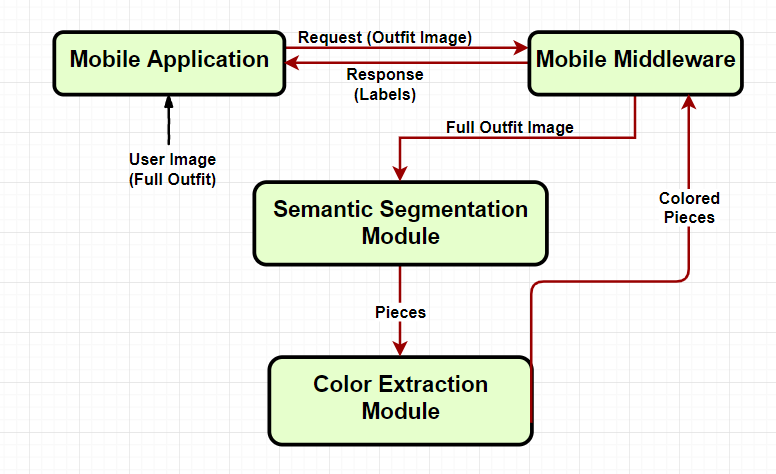 Mobile Application
Request (Outfit Image)
Response
(Labels)
Mobile Middleware
User Image
(Full Outfit)
Full Outfit Image
Semantic Segmentation
Module
Colored
Pieces
Pieces
Color Extraction
Module